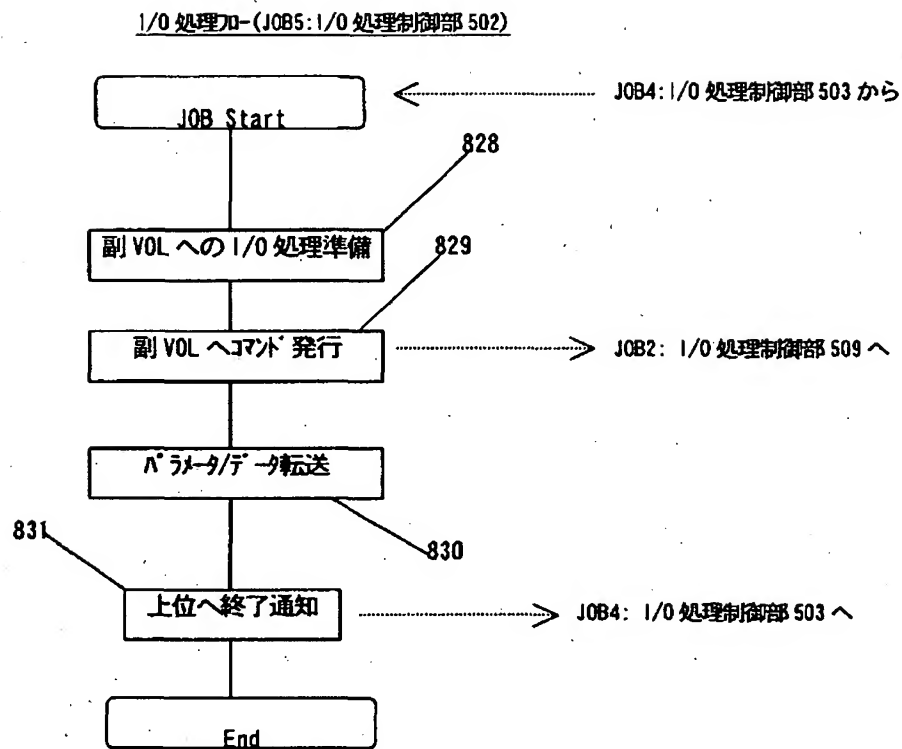 I/O 処理フロー(JOB5:I/O 処理制御部 502)
JOB4:I/O 処理制御部 503 から
JOB Start
828
副 VOL への I/O 処理準備
829
副 VOL へコマンド 発行
JOB2: I/O 処理制御部 509 へ
パラメータ/データ転送
831
830
上位へ終了通知
JOB4: I/O 処理制御部 503 へ
End